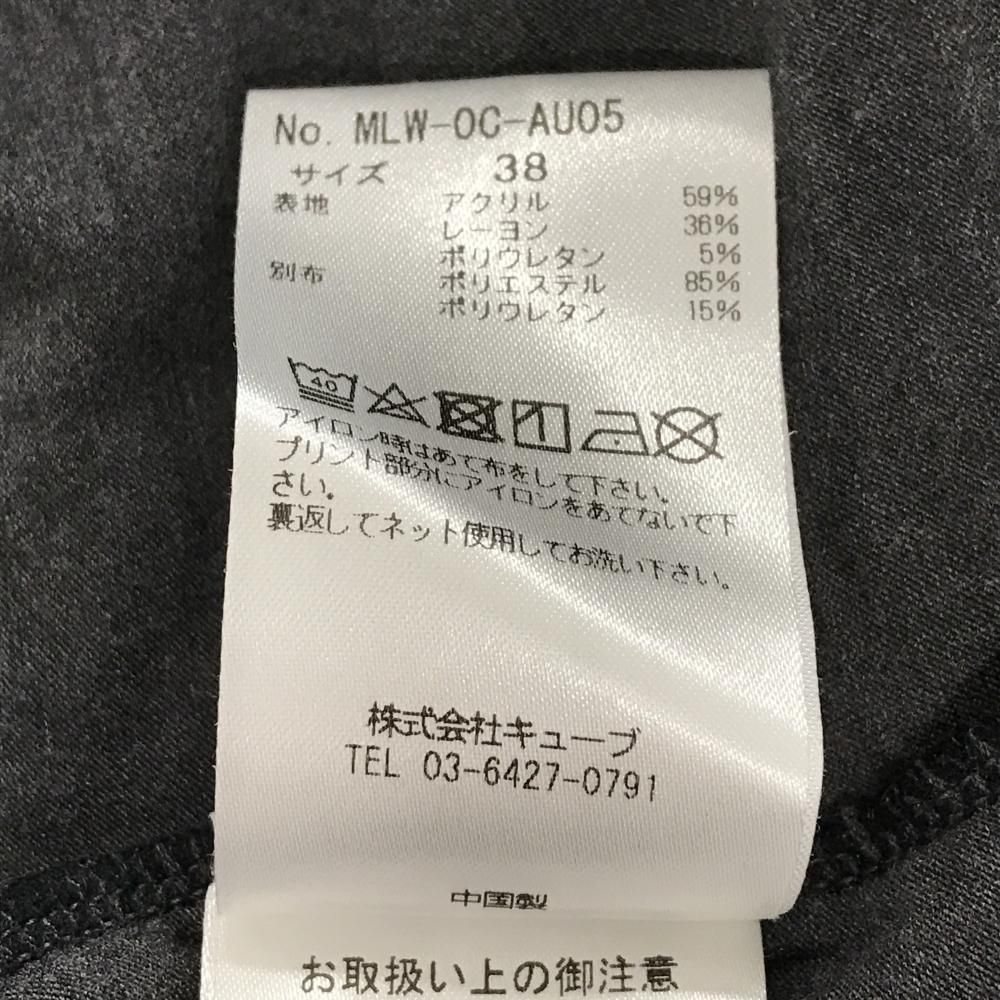 No. MLW-OC-AU05
サイズ 38
表地 アクリル 59%
レーヨン 36%
ポリウレタン 5%
別布 ポリエステル 85%
ポリウレタン 15%
40
アイロン時はあて布をして下さい。
プリント部分にアイロンをあてないで下
さい。
裏返してネット使用してお洗い下さい。
株式会社キューブ
TEL 03-6427-0791
中国製
お取扱い上の御注意